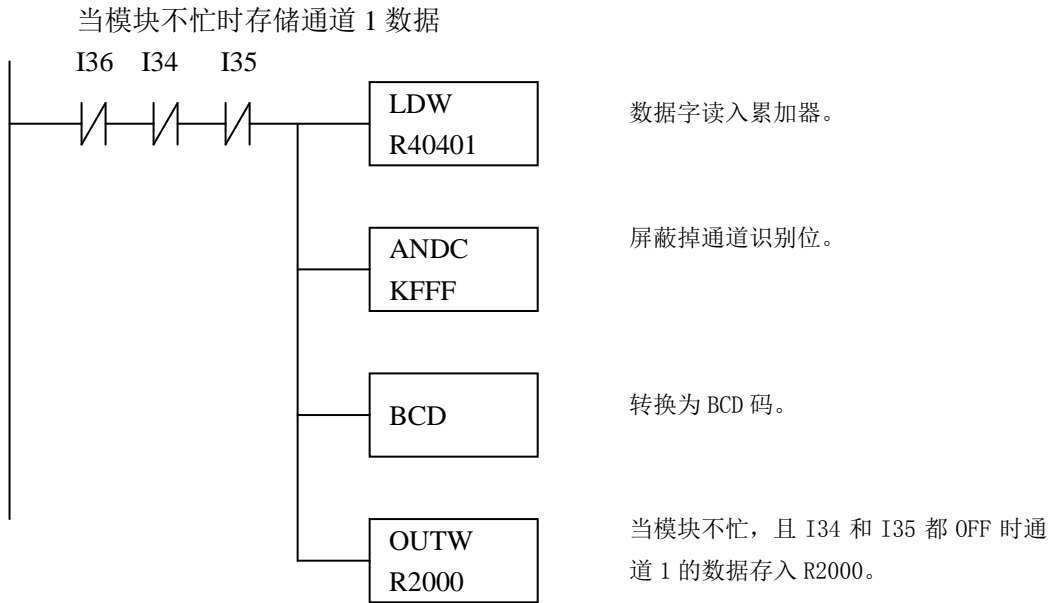 当模块不忙时存储通道 1 数据
I36 I34 I35
LDW
R40401
数据字读入累加器。
ANDC
KFFF
屏蔽掉通道识别位。
BCD
转换为 BCD 码。
OUTW
R2000
当模块不忙，且 I34 和 I35 都 OFF 时通
道 1 的数据存入 R2000。